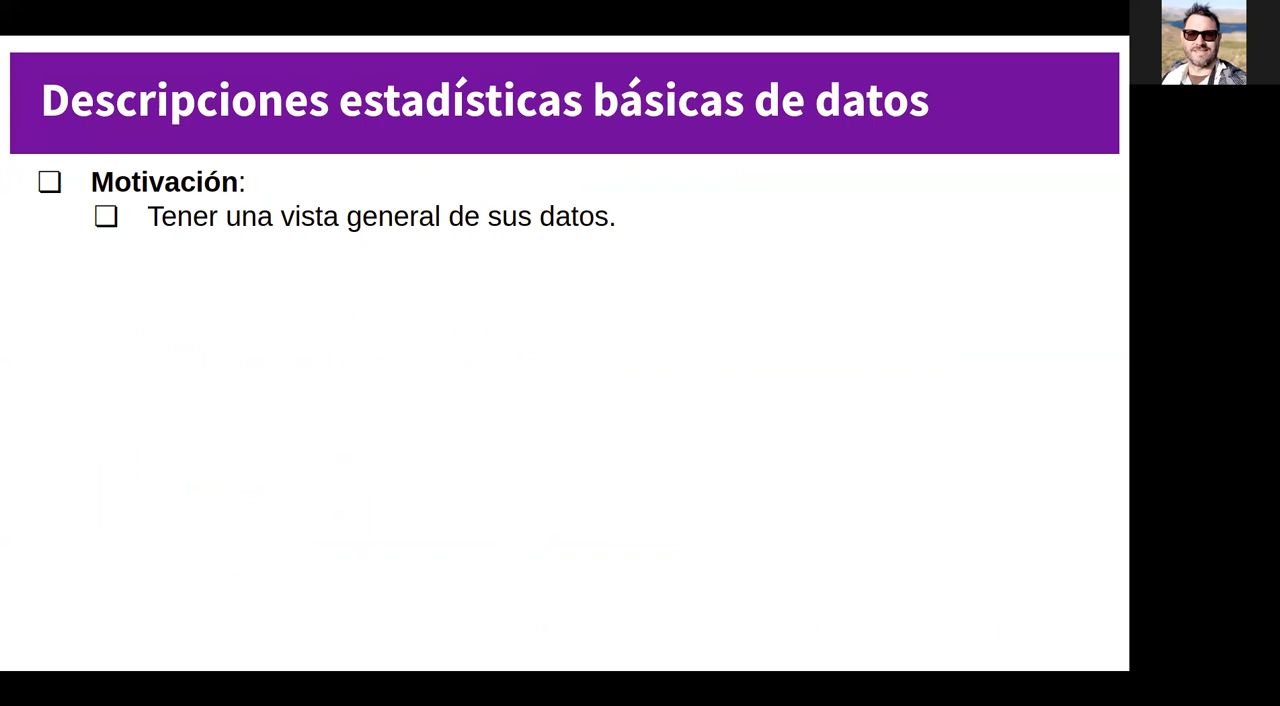 Descripciones estadísticas básicas de datos
❏ Motivación:
❏ Tener una vista general de sus datos.